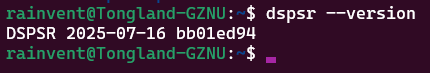 rainvent@Tongland-GZNU:~$ dspsr --version
DSPSR 2025-07-16 bb01ed94
rainvent@Tongland-GZNU:~$